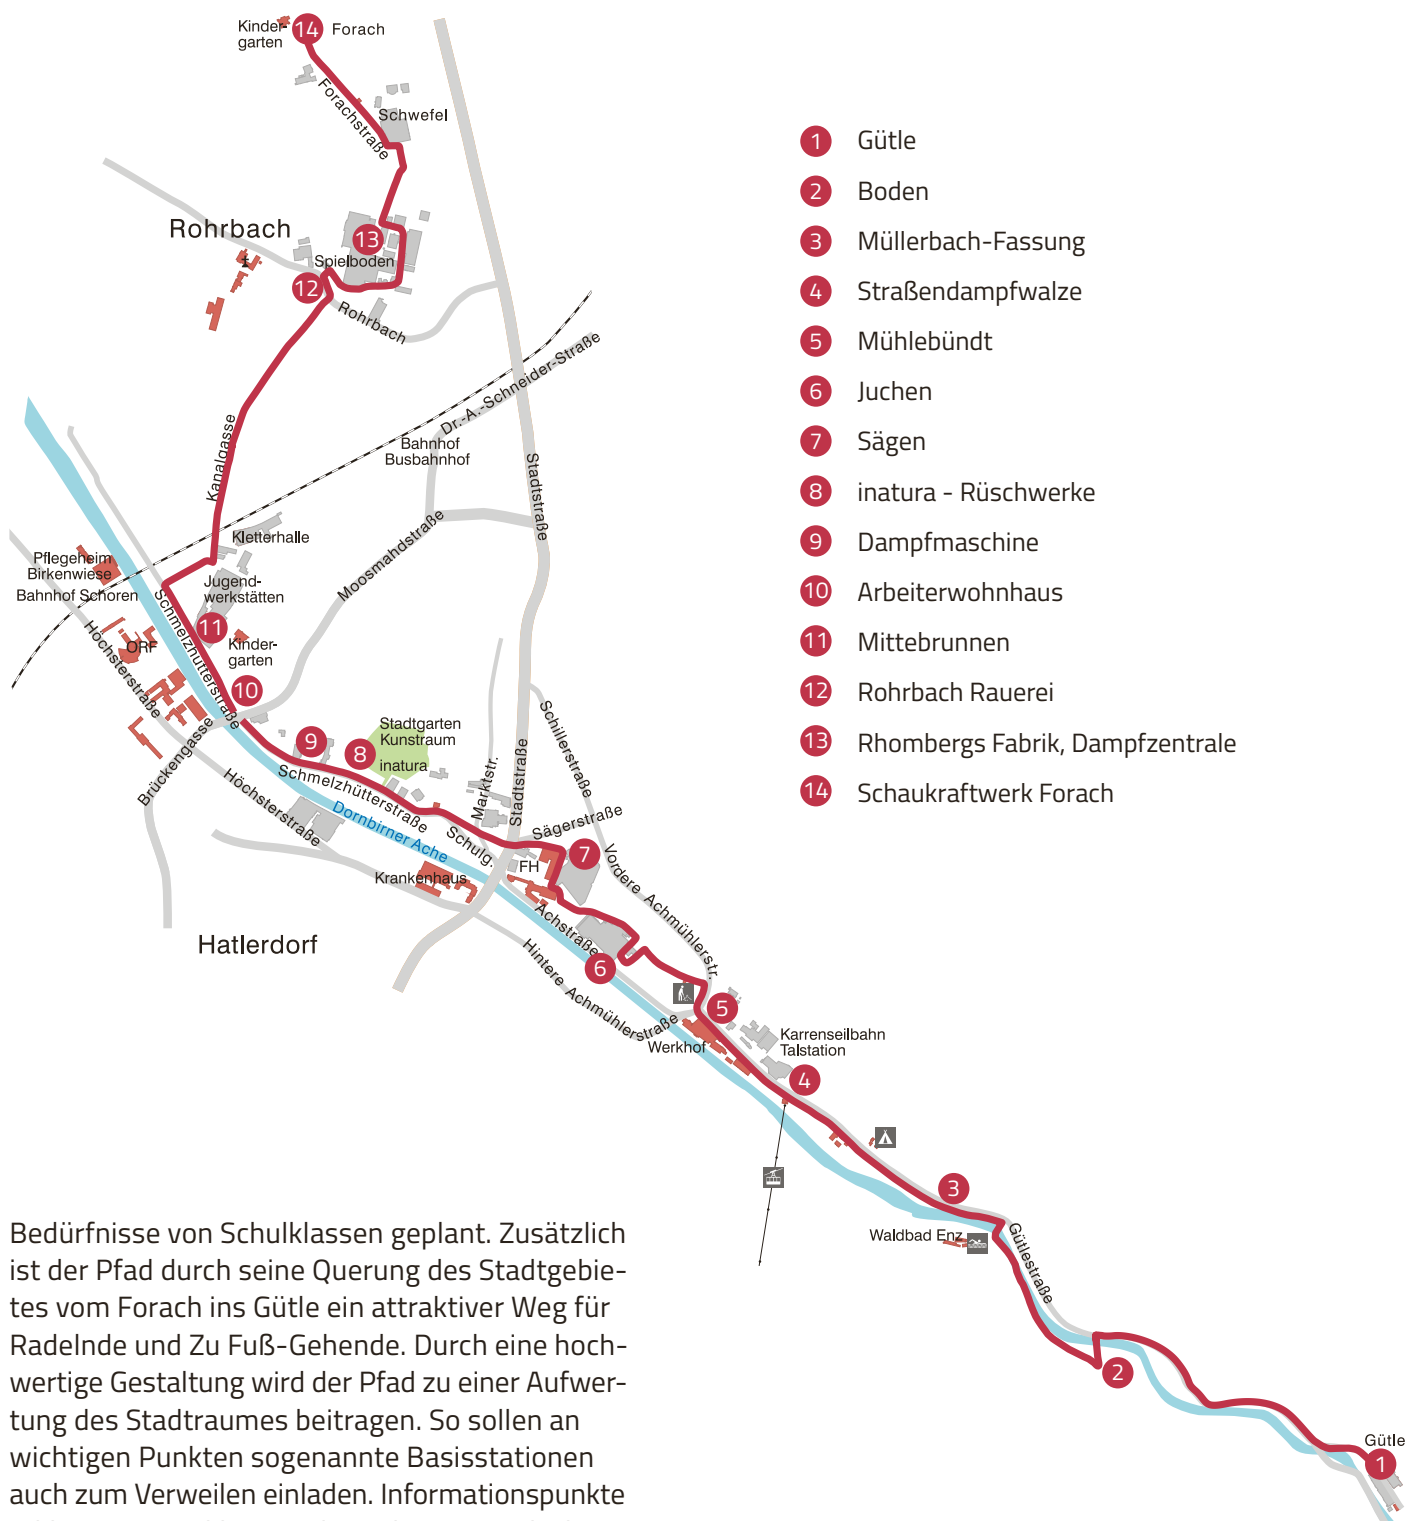 14
Kinder-
garten
Forach
Forachstraße
Schwefel
Rohrbach
13
Spielboden
12
Rohrbach
Dr.-A.-Schneider-Straße
Bahnhof
Busbahnhof
Kanalgasse
Stadtstraße
Kletterhalle
Moosmahdstraße
Pflegeheim
Birkenwiese
Bahnhof Schoren
Jugend-
werkstätten
Schmelzhütterstraße
11
Kinder-
garten
ORF
Höchsterstraße
10
Stadtgarten
Kunstraum
9
8
inatura
Schillerstraße
Brückengasse
Höchsterstraße
Schmelzhütterstraße
Dornbirner Ache
Marktstr.
Stadtstraße
Schulg.
Sägerstraße
7
FH
Krankenhaus
Vordere Achmühlerstr.
Achstraße
Hatlerdorf
6
Hintere Achmühlerstraße
5
Werkhof
Karrenseilbahn
Talstation
4
3
Waldbad Enz
Gütlestraße
2
Gütle
1
1 Gütle
2 Boden
3 Müllerbach-Fassung
4 Straßendampfwalze
5 Mühlebündt
6 Juchen
7 Sägen
8 inatura - Rüschwerke
9 Dampfmaschine
10 Arbeiterwohnhaus
11 Mittebrunnen
12 Rohrbach Rauerei
13 Rhombergs Fabrik, Dampfzentrale
14 Schaukraftwerk Forach
Bedürfnisse von Schulklassen geplant. Zusätzlich
ist der Pfad durch seine Querung des Stadtgebie-
tes vom Forach ins Gütle ein attraktiver Weg für
Radelnde und Zu Fuß-Gehende. Durch eine hoch-
wertige Gestaltung wird der Pfad zu einer Aufwer-
tung des Stadtraumes beitragen. So sollen an
wichtigen Punkten sogenannte Basisstationen
auch zum Verweilen einladen. Informationspunkte